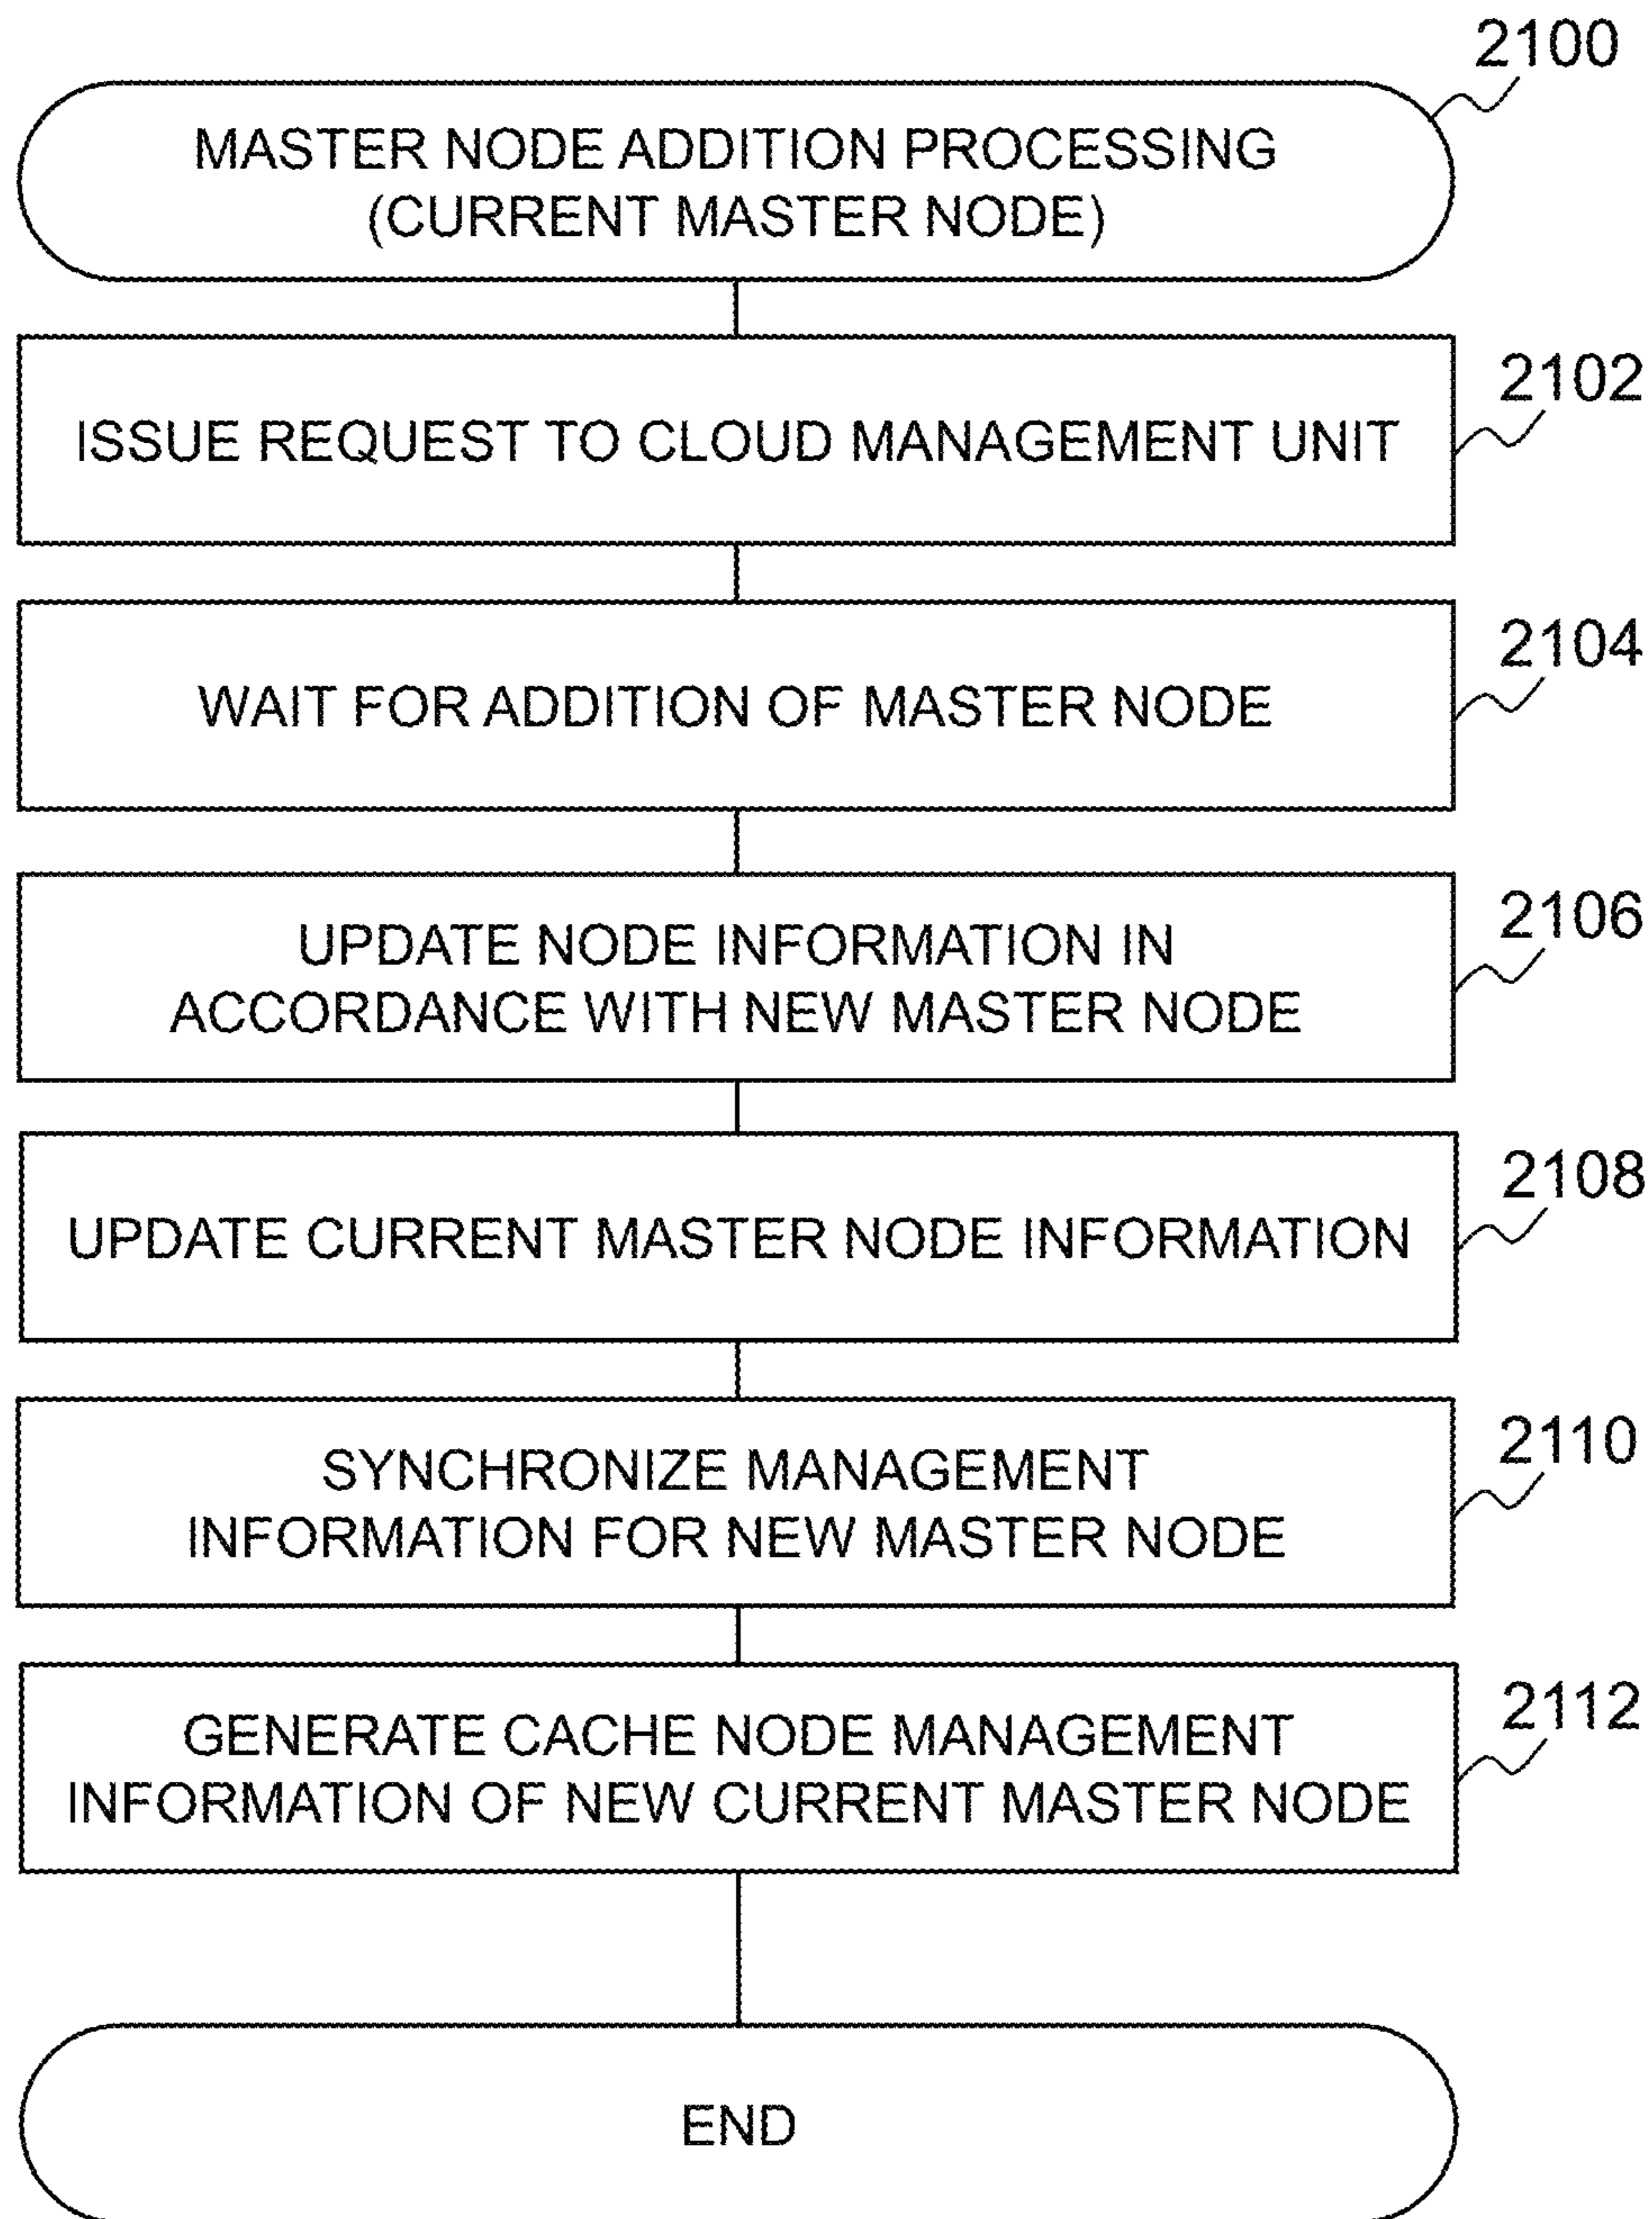 2100
MASTER NODE ADDITION PROCESSING
(CURRENT MASTER NODE)
2102
ISSUE REQUEST TO CLOUD MANAGEMENT UNIT
2104
WAIT FOR ADDITION OF MASTER NODE
2106
UPDATE NODE INFORMATION IN
ACCORDANCE WITH NEW MASTER NODE
2108
UPDATE CURRENT MASTER NODE INFORMATION
2110
SYNCHRONIZE MANAGEMENT
INFORMATION FOR NEW MASTER NODE
2112
GENERATE CACHE NODE MANAGEMENT
INFORMATION OF NEW CURRENT MASTER NODE
END